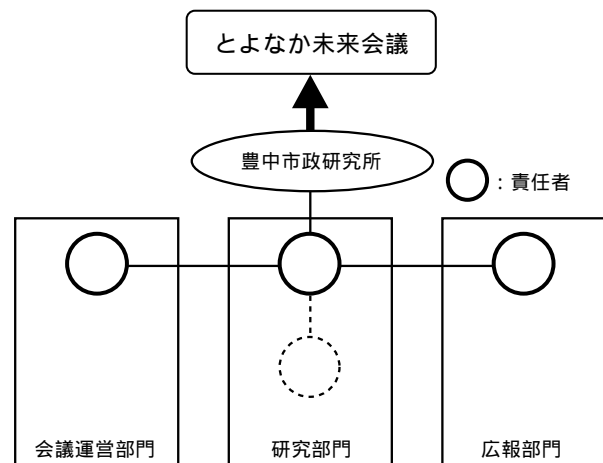 とよなか未来会議
豊中市政研究所
：責任者
会議運営部門
研究部門
広報部門